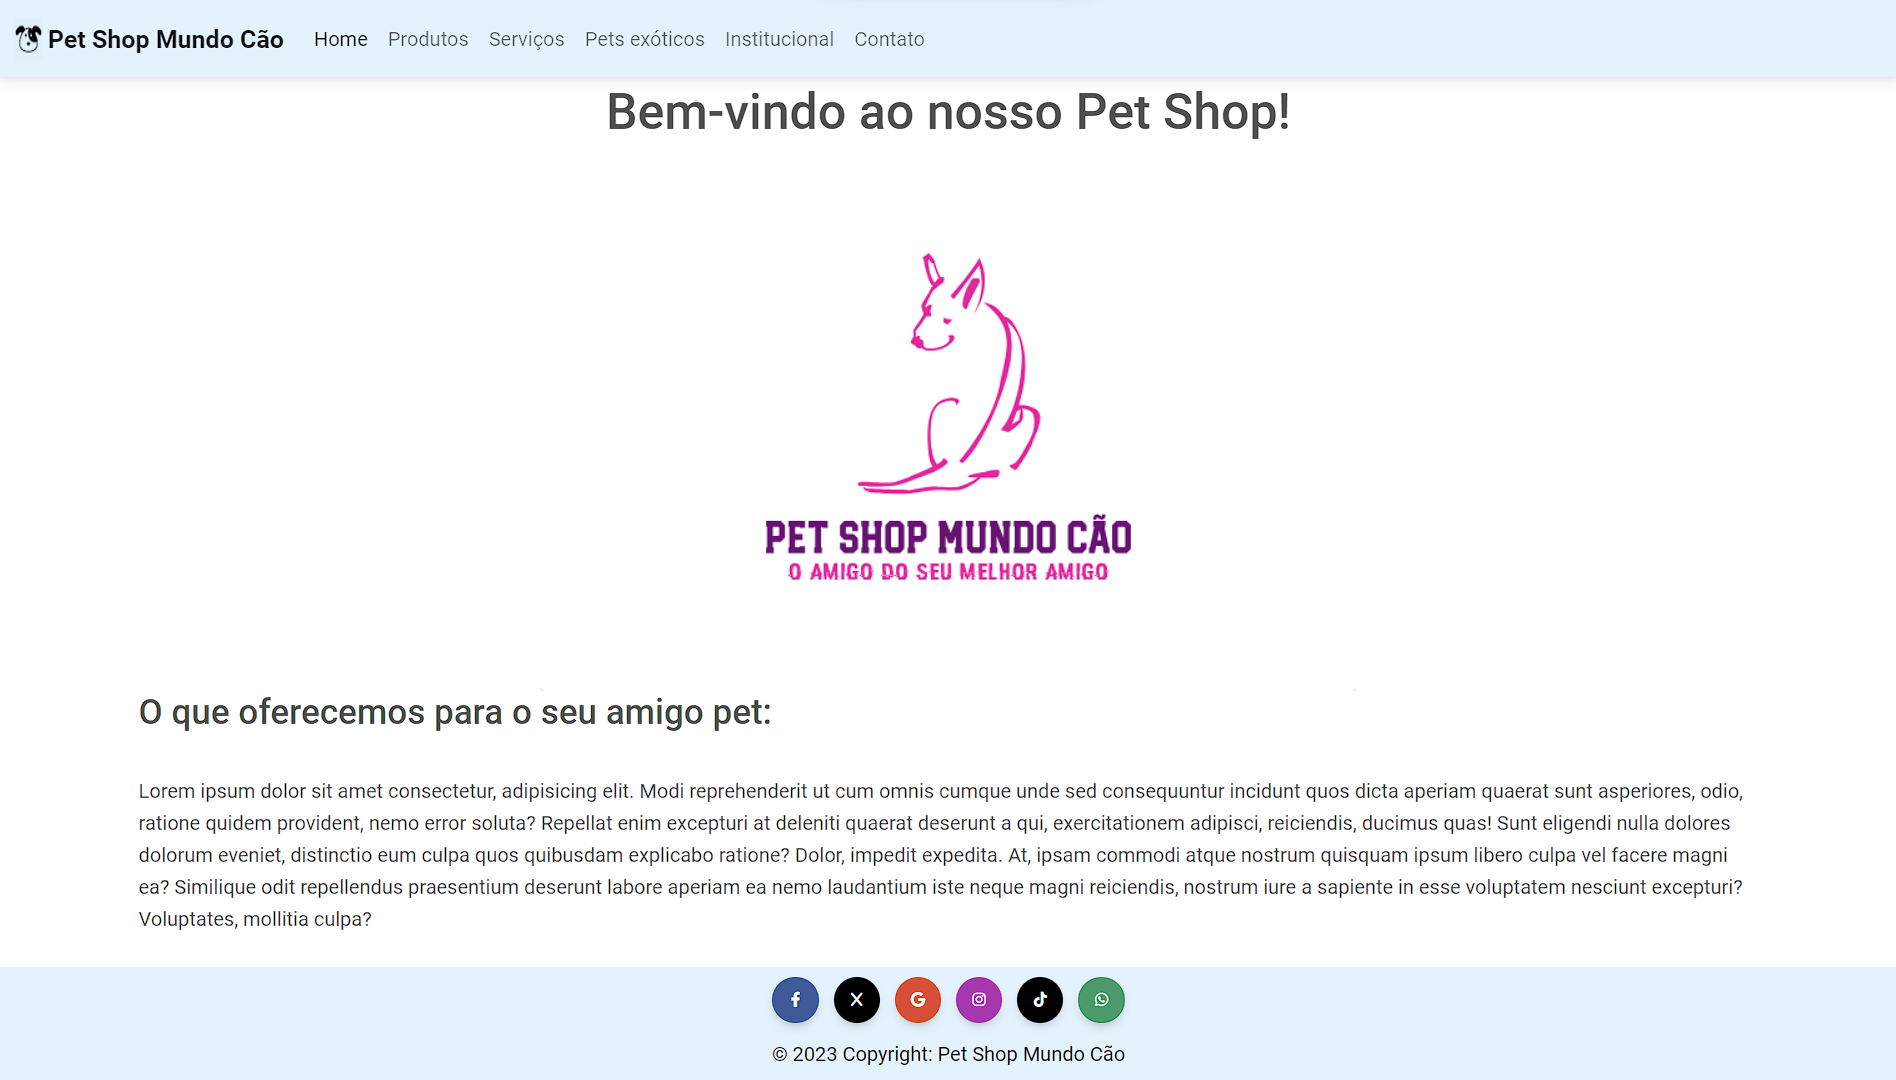 Pet Shop Mundo Cão Home Produtos Serviços Pets exóticos Institucional Contato
Bem-vindo ao nosso Pet Shop!
PET SHOP MUNDO CÃO
O AMIGO DO SEU MELHOR AMIGO
O que oferecemos para o seu amigo pet:
Lorem ipsum dolor sit amet consectetur, adipisicing elit. Modi reprehenderit ut cum omnis cumque unde sed consequuntur incidunt quos dicta aperiam quaerat sunt asperiores, odio,
ratione quidem provident, nemo error soluta? Repellat enim excepturi at deleniti quaerat deserunt a qui, exercitationem adipisci, reiciendis, ducimus quas! Sunt eligendi nulla dolores
dolorum eveniet, distinctio eum culpa quos quibusdam explicabo ratione? Dolor, impedit expedita. At, ipsam commodi atque nostrum quisquam ipsum libero culpa vel facere magni
ea? Similique odit repellendus praesentium deserunt labore aperiam ea nemo laudantium iste neque magni reiciendis, nostrum iure a sapiente in esse voluptatem nesciunt excepturi?
Voluptates, mollitia culpa?
© 2023 Copyright: Pet Shop Mundo Cão